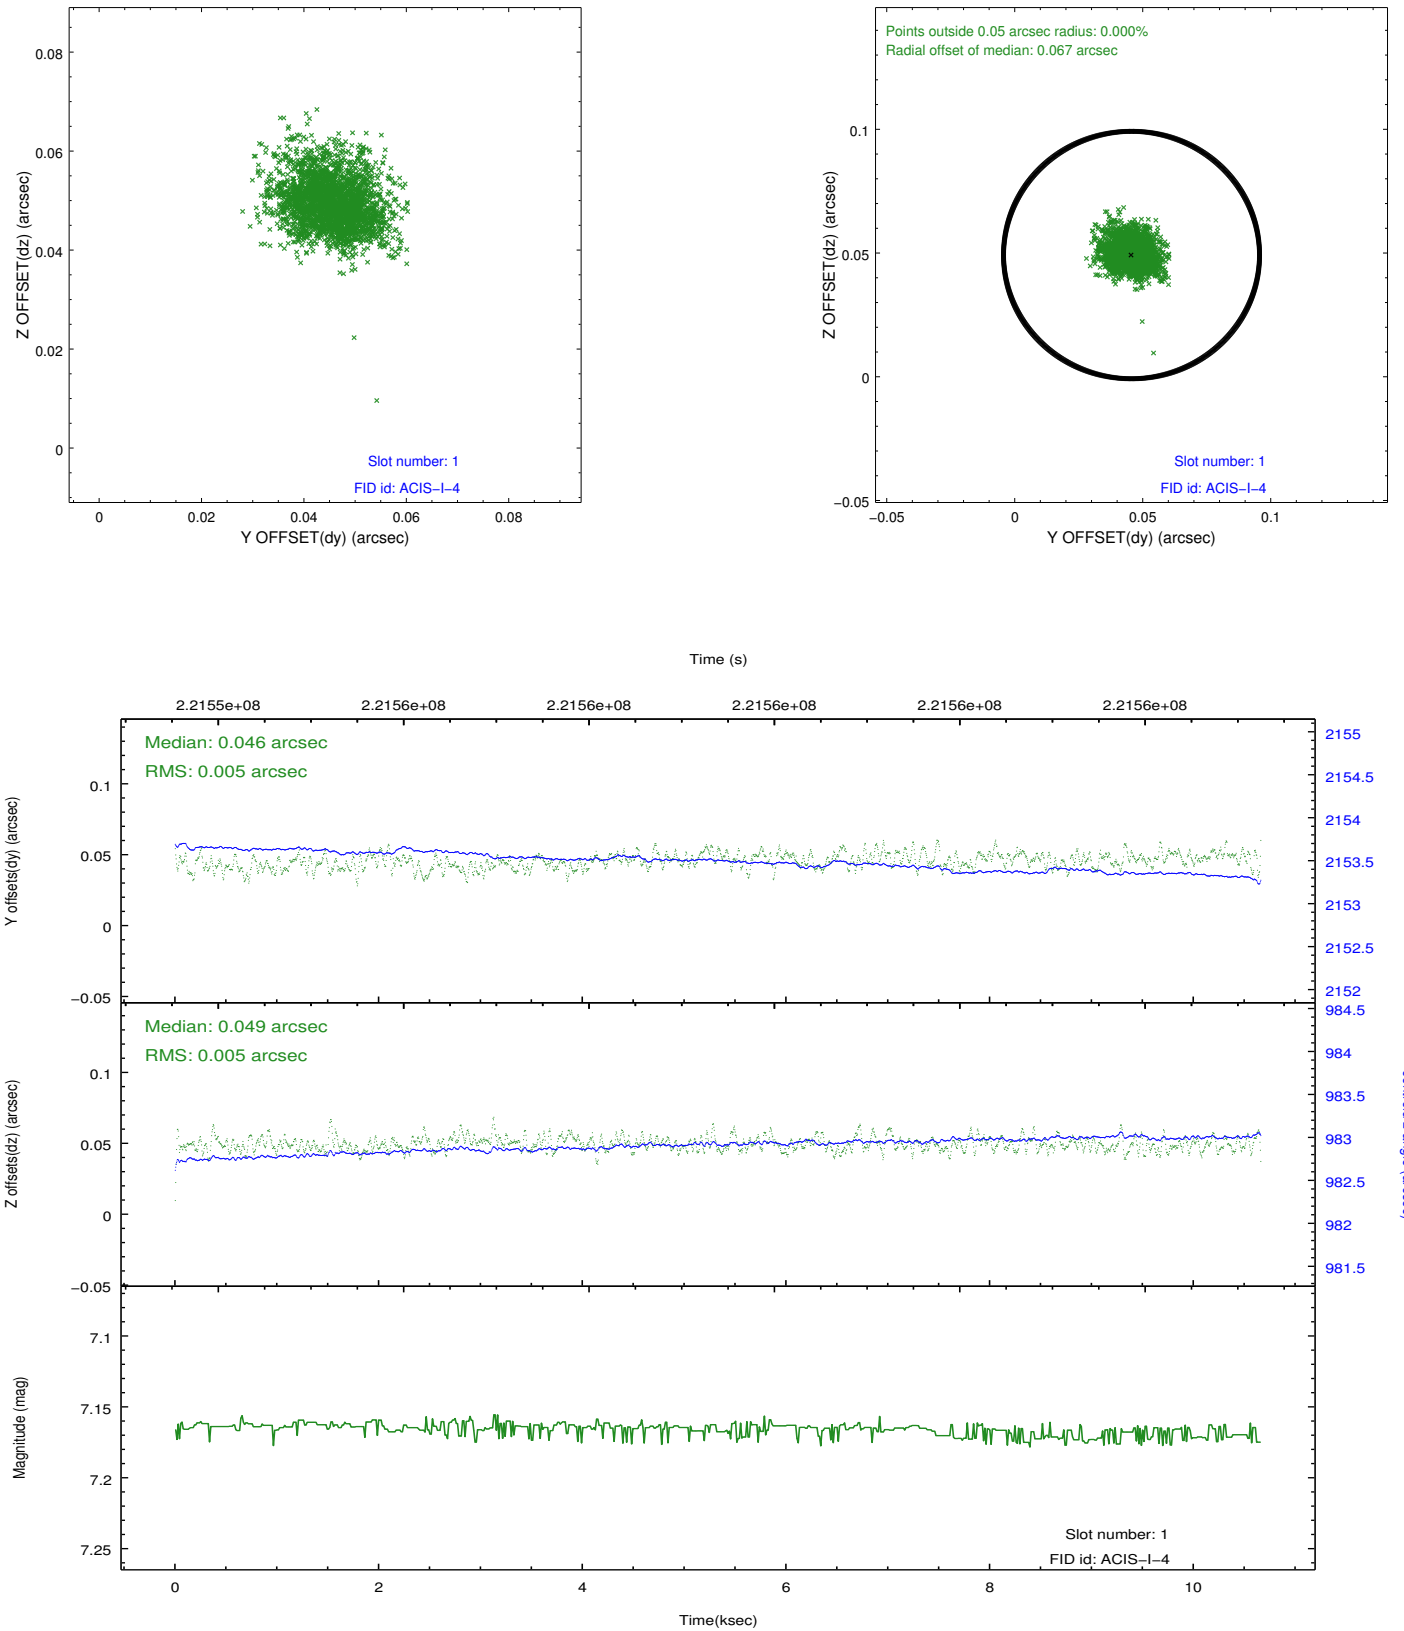 0.08
0.06
0.04
0.02
0
Z OFFSET(dz) (arcsec)
Slot number: 1
FID id: ACIS−I−4
0
0.02
0.04
0.06
0.08
Y OFFSET(dy) (arcsec)
Points outside 0.05 arcsec radius: 0.000%
Radial offset of median: 0.067 arcsec
0.1
0.05
0
−0.05
Z OFFSET(dz) (arcsec)
Slot number: 1
FID id: ACIS−I−4
−0.05
0
0.05
0.1
Y OFFSET(dy) (arcsec)
Time (s)
2.2155e+08
2.2156e+08
2.2156e+08
2.2156e+08
2.2156e+08
2.2156e+08
Median: 0.046 arcsec
RMS: 0.005 arcsec
0.1
0.05
0
−0.05
Y offsets(dy) (arcsec)
2155
2154.5
2154
2153.5
2153
2152.5
2152
Median: 0.049 arcsec
RMS: 0.005 arcsec
0.1
0.05
0
−0.05
Z offsets(dz) (arcsec)
984.5
984
983.5
983
982.5
982
981.5
7.1
7.15
7.2
7.25
Magnitude (mag)
Slot number: 1
FID id: ACIS−I−4
0
2
4
6
8
10
Time(ksec)